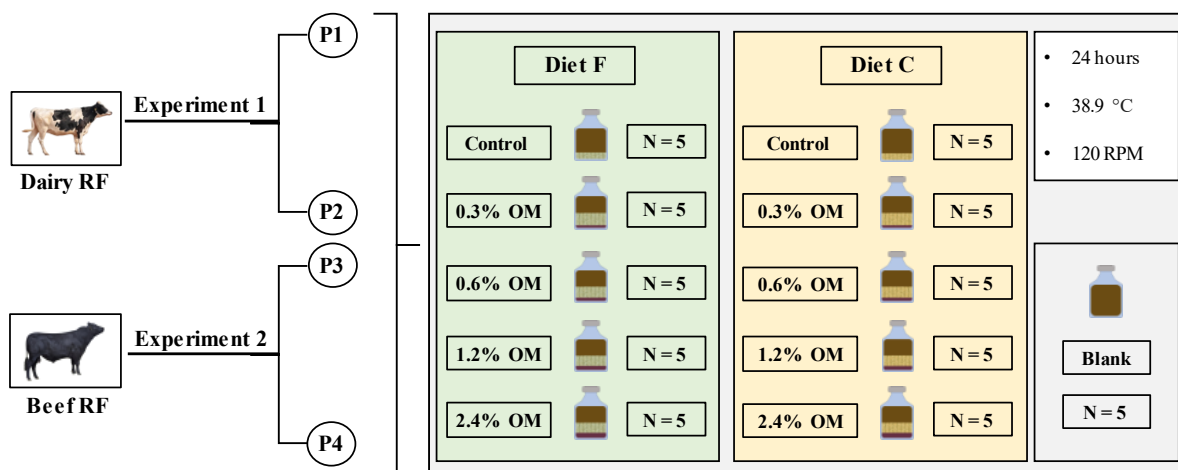 P1
Experiment 1
Dairy RF
P2
P3
Experiment 2
Beef RF
P4
Diet F
Control N = 5
0.3% OM N = 5
0.6% OM N = 5
1.2% OM N = 5
2.4% OM N = 5
Diet C
Control N = 5
0.3% OM N = 5
0.6% OM N = 5
1.2% OM N = 5
2.4% OM N = 5
• 24 hours
• 38.9 °C
• 120 RPM
Blank
N = 5